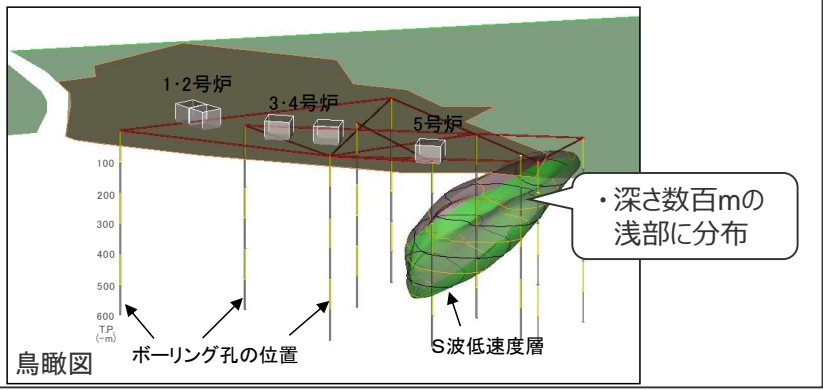 1・2号炉
3・4号炉
5号炉
100
200
300
400
500
600
T.P.
(-m)
・深さ数百mの
浅部に分布
ボーリング孔の位置
S波低速度層
鳥瞰図